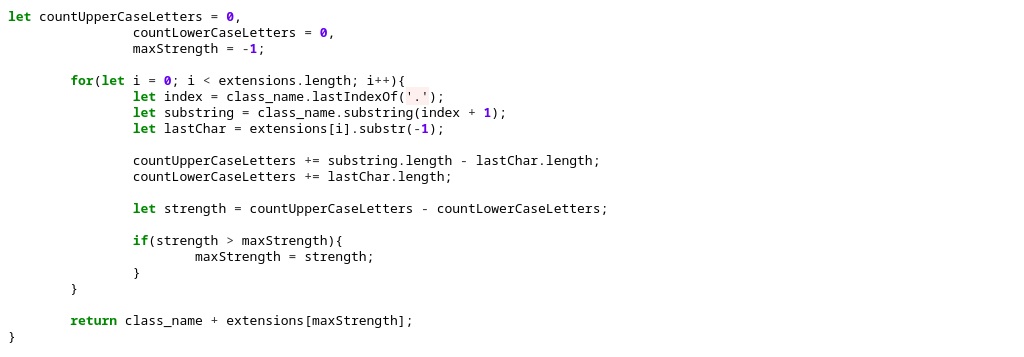 let countUpperCaseLetters = 0,
countLowerCaseLetters = 0,
maxStrength = -1;
for(let i = 0; i < extensions.length; i++){
let index = class_name.lastIndexOf('.');
let substring = class_name.substring(index + 1);
let lastChar = extensions[i].substr(-1);
countUpperCaseLetters += substring.length - lastChar.length;
countLowerCaseLetters += lastChar.length;
let strength = countUpperCaseLetters - countLowerCaseLetters;
if(strength > maxStrength){
maxStrength = strength;
}
}
return class_name + extensions[maxStrength];
}